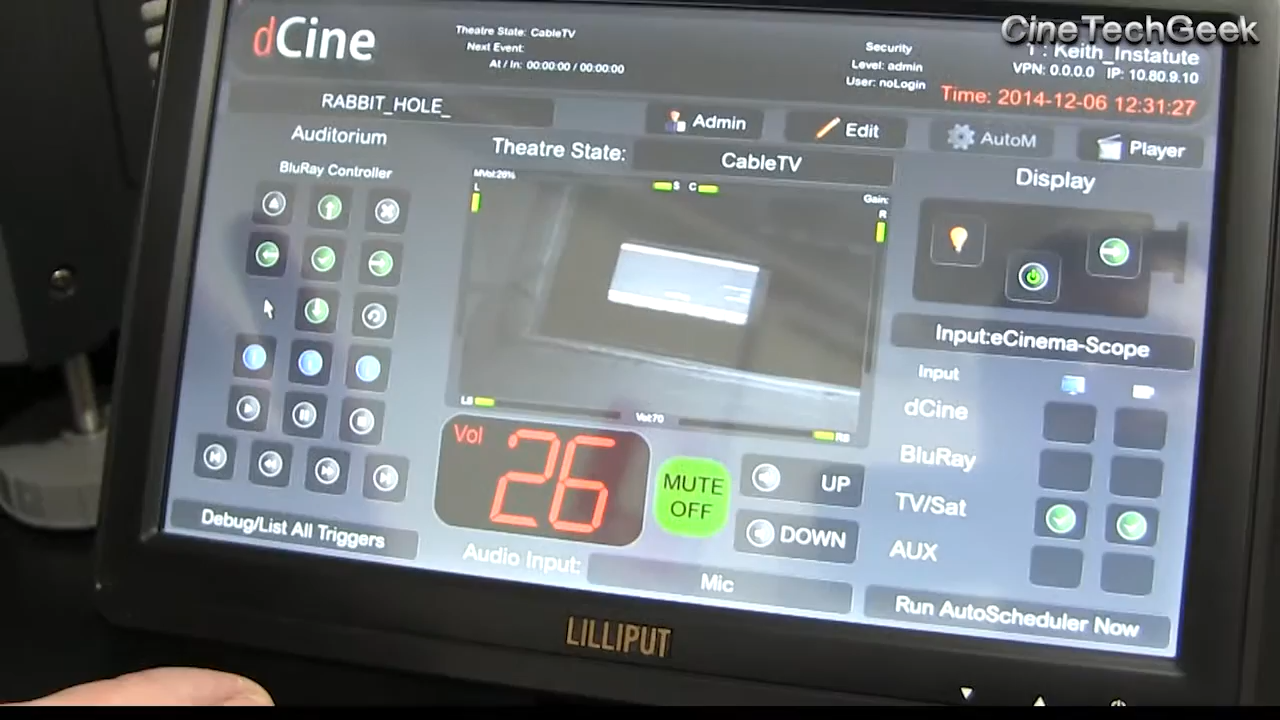 CineTechGeek
dCine
Theatre State: CableTV
Next Event:
At / In: 00:00:00 / 00:00:00
Security
Level: admin
User: noLogin
1 : Keith_Instatute
VPN: 0.0.0.0 IP: 10.80.9.10
Time: 2014-12-06 12:31:27
RABBIT_HOLE_
Admin
Edit
AutoM
Player
Auditorium
BluRay Controller
Theatre State:
CableTV
Display
MVol:26%
L
S C
Gain:
R
Input:eCinema-Scope
Input
dCine
BluRay
TV/Sat
AUX
LS
Vol:70
RS
Vol
26
MUTE
OFF
UP
DOWN
Debug/List All Triggers
Audio Input:
Mic
Run AutoScheduler Now
LILLIPUT